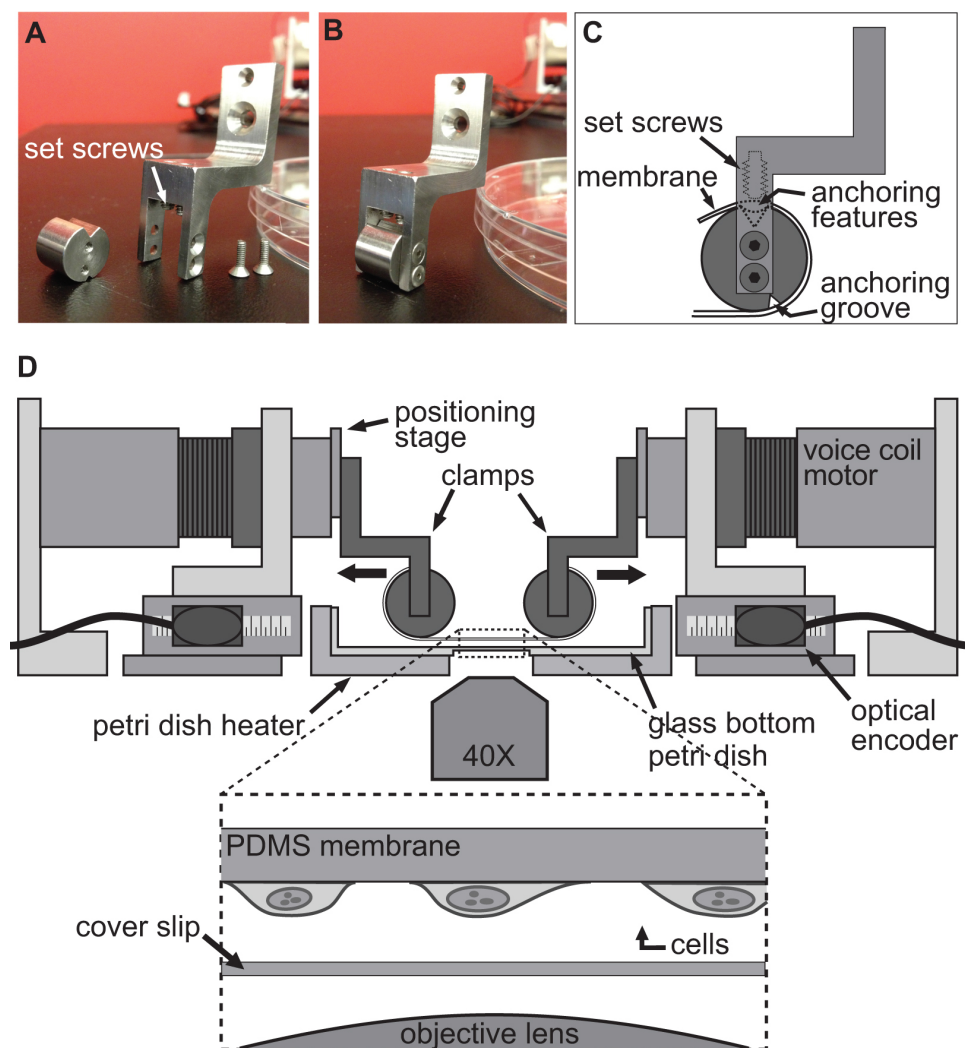 A
B
C
set screws
set screws
membrane
anchoring
features
anchoring
groove
D
positioning
stage
clamps
voice coil
motor
petri dish heater
40X
glass bottom
petri dish
optical
encoder
PDMS membrane
cover slip
cells
objective lens